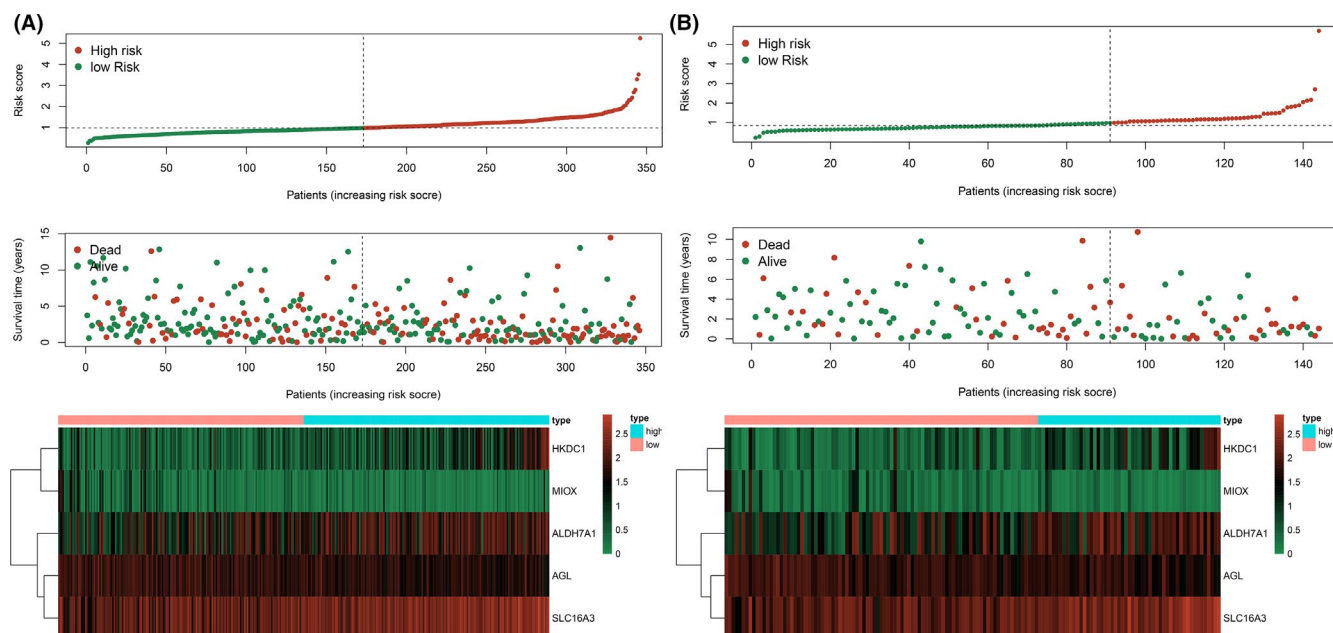 (A)
High risk
low Risk
Risk score
5
4
3
2
1
0 50 100 150 200 250 300 350
Patients (increasing risk socre)
Dead
Alive
Survival time (years)
15
10
5
0
0 50 100 150 200 250 300 350
Patients (increasing risk socre)
type
HKDC1
MIOX
ALDH7A1
AGL
SLC16A3
type
high
low
2.5
2
1.5
1
0.5
0
(B)
High risk
low Risk
Risk score
5
4
3
2
1
0 20 40 60 80 100 120 140
Patients (increasing risk socre)
Dead
Alive
Survival time (years)
10
8
6
4
2
0
0 20 40 60 80 100 120 140
Patients (increasing risk socre)
type
HKDC1
MIOX
ALDH7A1
AGL
SLC16A3
type
high
low
2.5
2
1.5
1
0.5
0